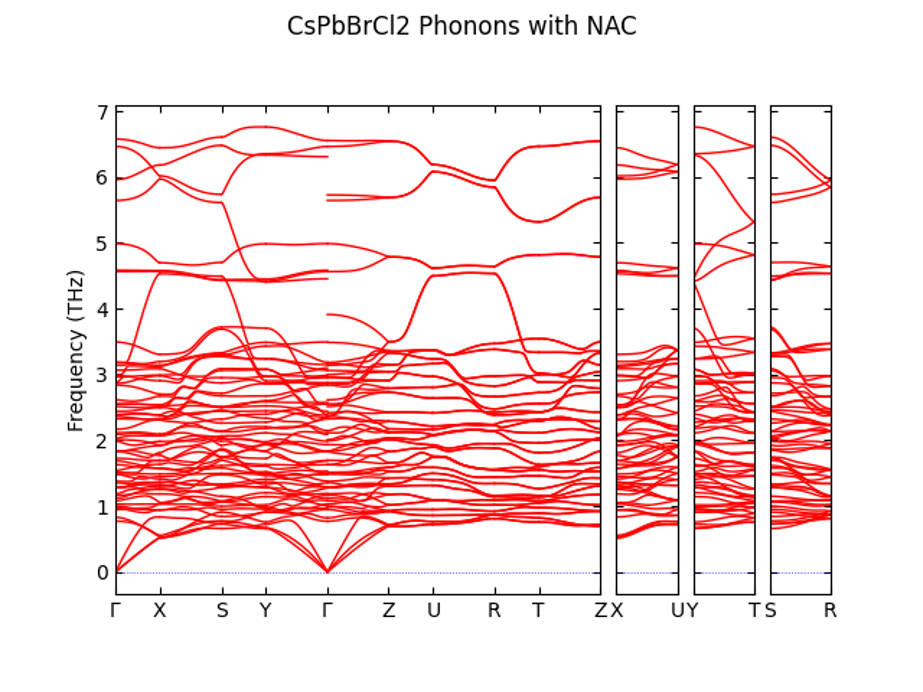 CsPbBrCl2 Phonons with NAC
Frequency (THz)
7
6
5
4
3
2
1
0
Γ X S Y Γ Z U R T Z X U Y T S R